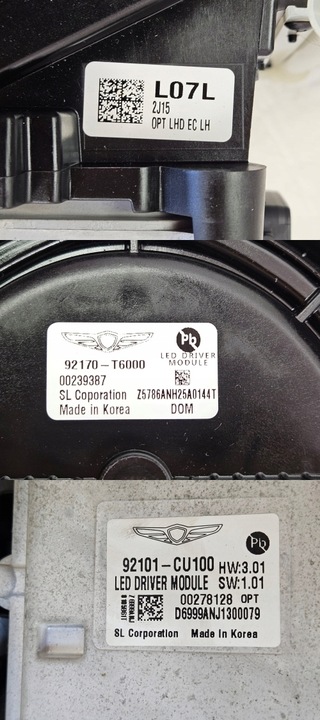 L07L
2J15
OPT LHD EC LH
Pb
LED DRIVER
MODULE
92170-T6000
00239387
SL Coporation Z5786ANH25A0144T
Made in Korea DOM
Pb
92101-CU100 HW:3.01
LED DRIVER MODULE SW:1.01
00278128 OPT
D6999ANJ1300079
SL Corporation Made in Korea